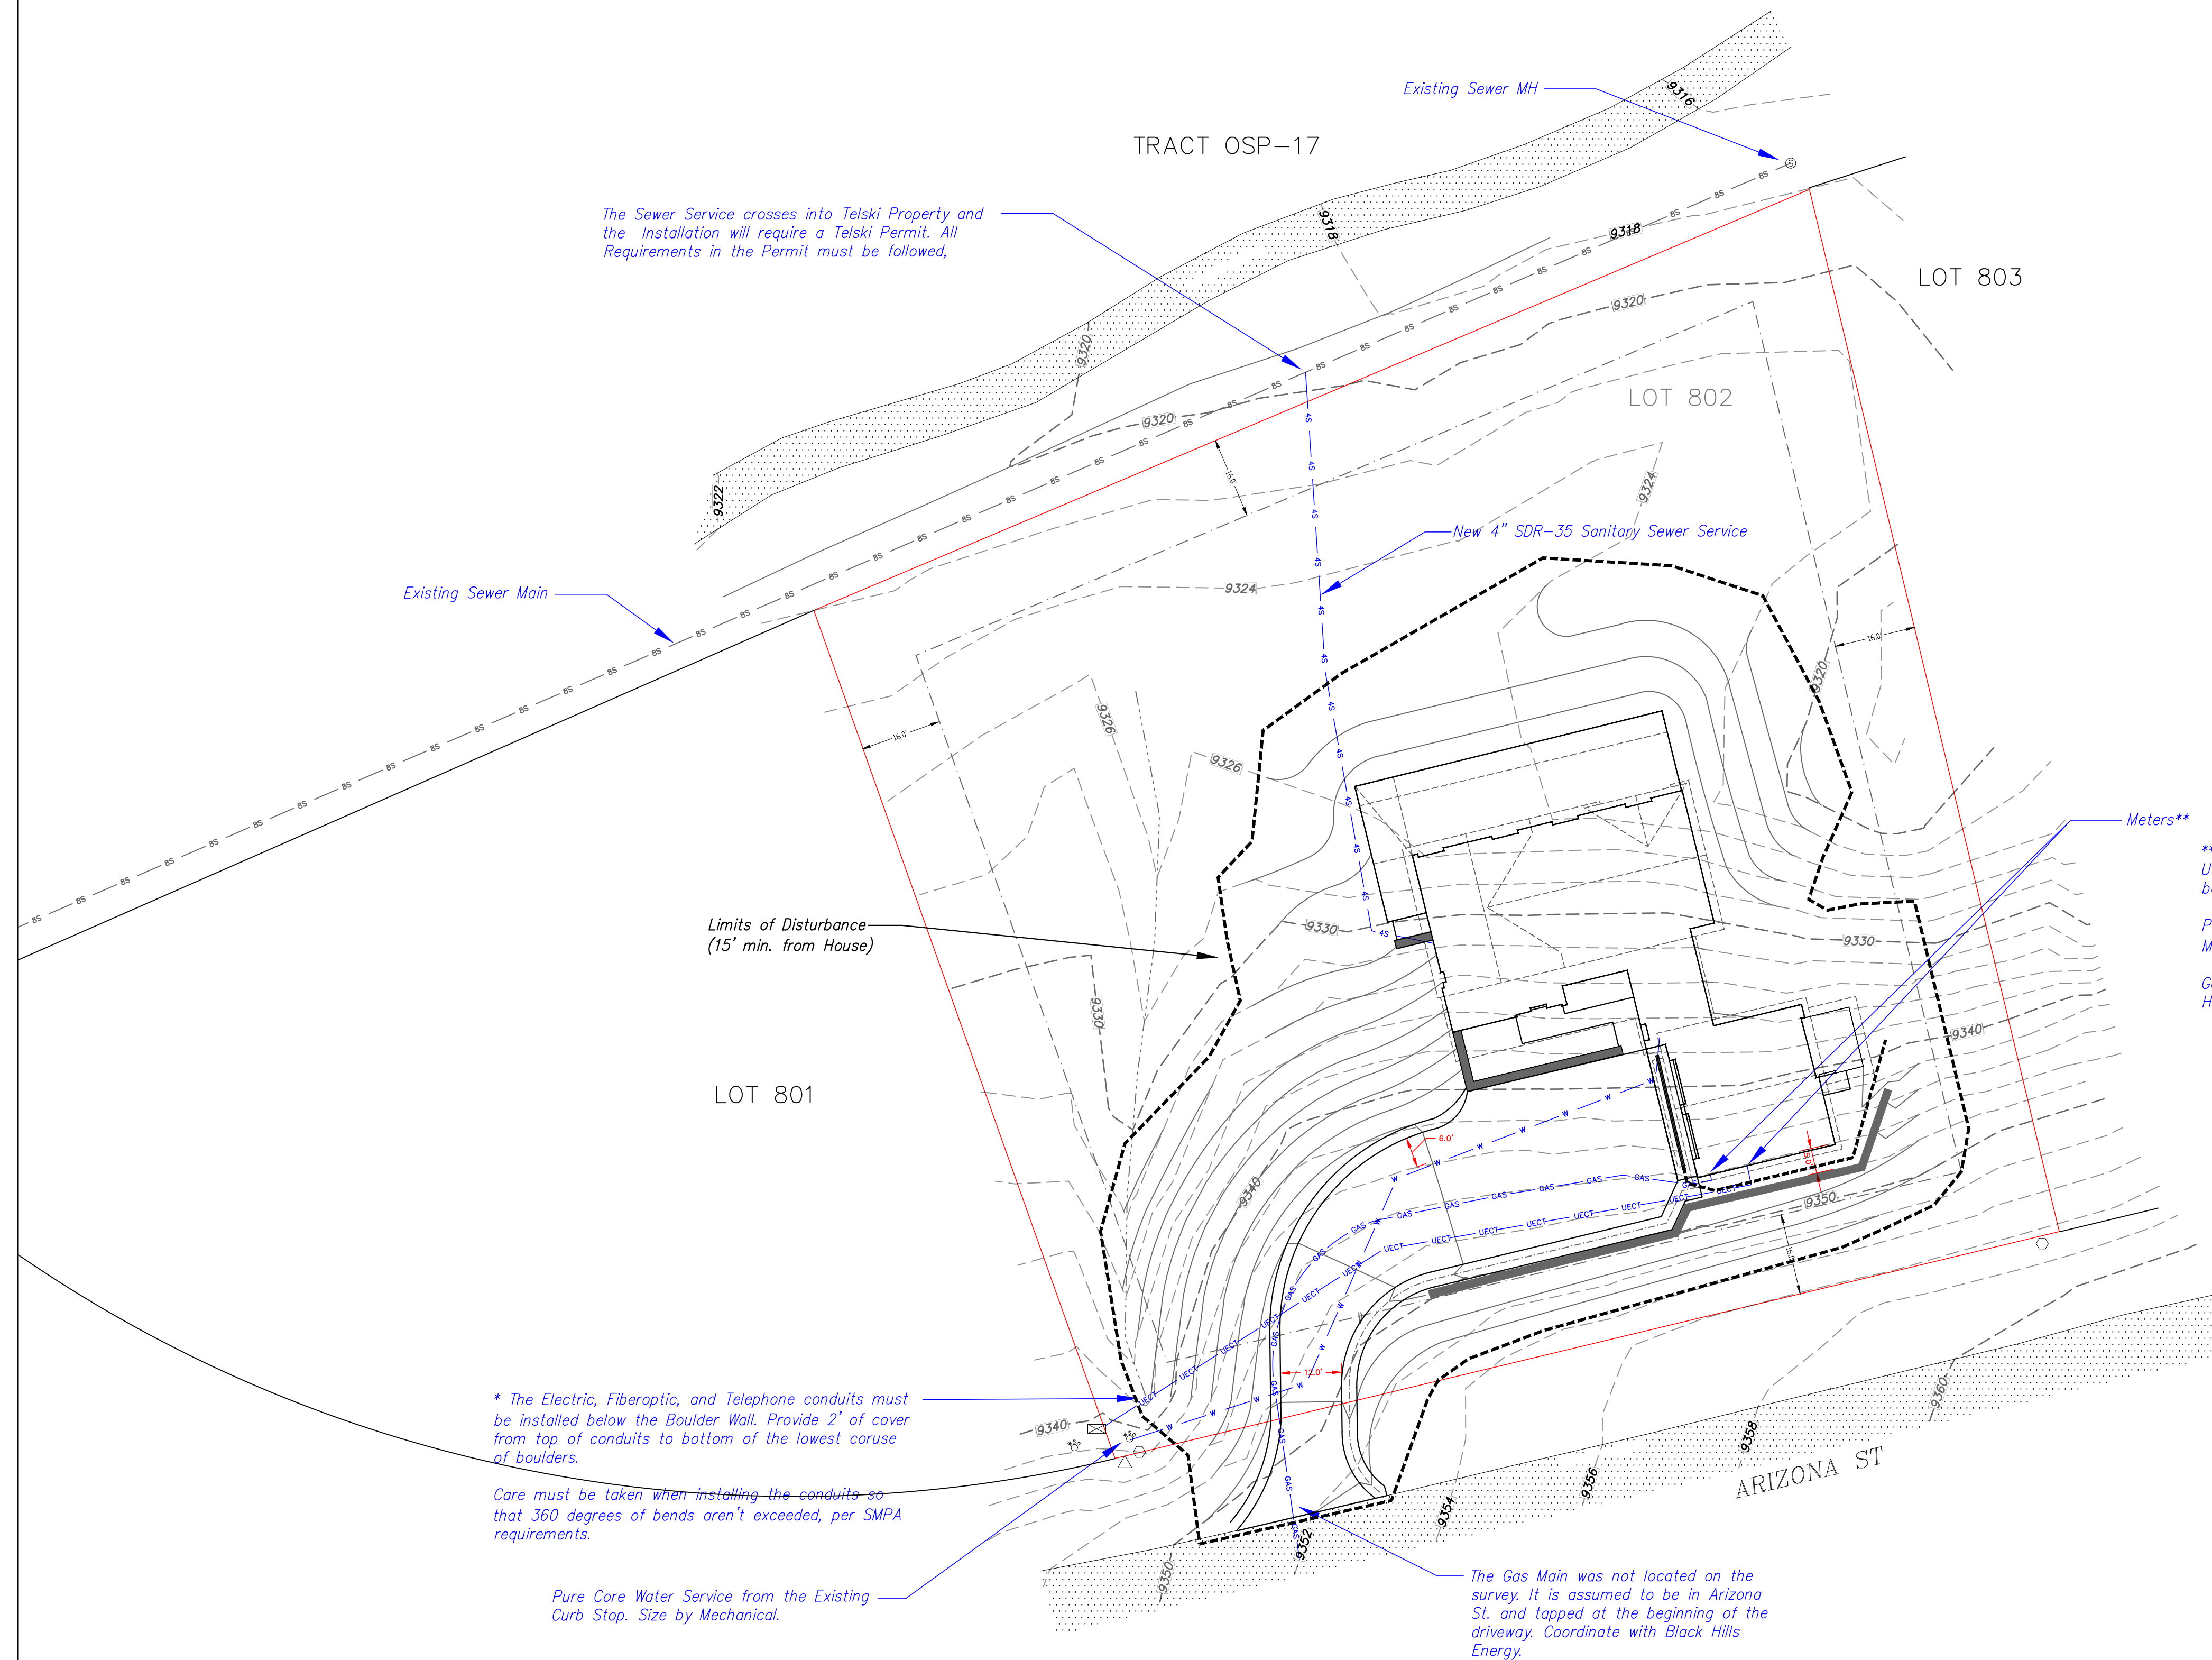 Existing Sewer MH
TRACT OSP-17
9316
The Sewer Service crosses into Telski Property and
the Installation will require a Telski Permit. All
Requirements in the Permit must be followed,
9318
9318
LOT 803
9320
9320
9320
LOT 802
9322
16.0'
9324
New 4" SDR-35 Sanitary Sewer Service
Existing Sewer Main
9324
16.0'
9320
16.0'
9326
9326
Meters**
Limits of Disturbance
(15' min. from House)
9330
9330
9330
9340
LOT 801
6.0'
5.0'
9340
9350
16.0'
12.0'
* The Electric, Fiberoptic, and Telephone conduits must
be installed below the Boulder Wall. Provide 2' of cover
from top of conduits to bottom of the lowest coruse
of boulders.
Care must be taken when installing the conduits so
that 360 degrees of bends aren't exceeded, per SMPA
requirements.
9340
9360
9358
9356
9354
9352
9350
ARIZONA ST
Pure Core Water Service from the Existing
Curb Stop. Size by Mechanical.
The Gas Main was not located on the
survey. It is assumed to be in Arizona
St. and tapped at the beginning of the
driveway. Coordinate with Black Hills
Energy.
8S
4S
W
GAS
UECT
S